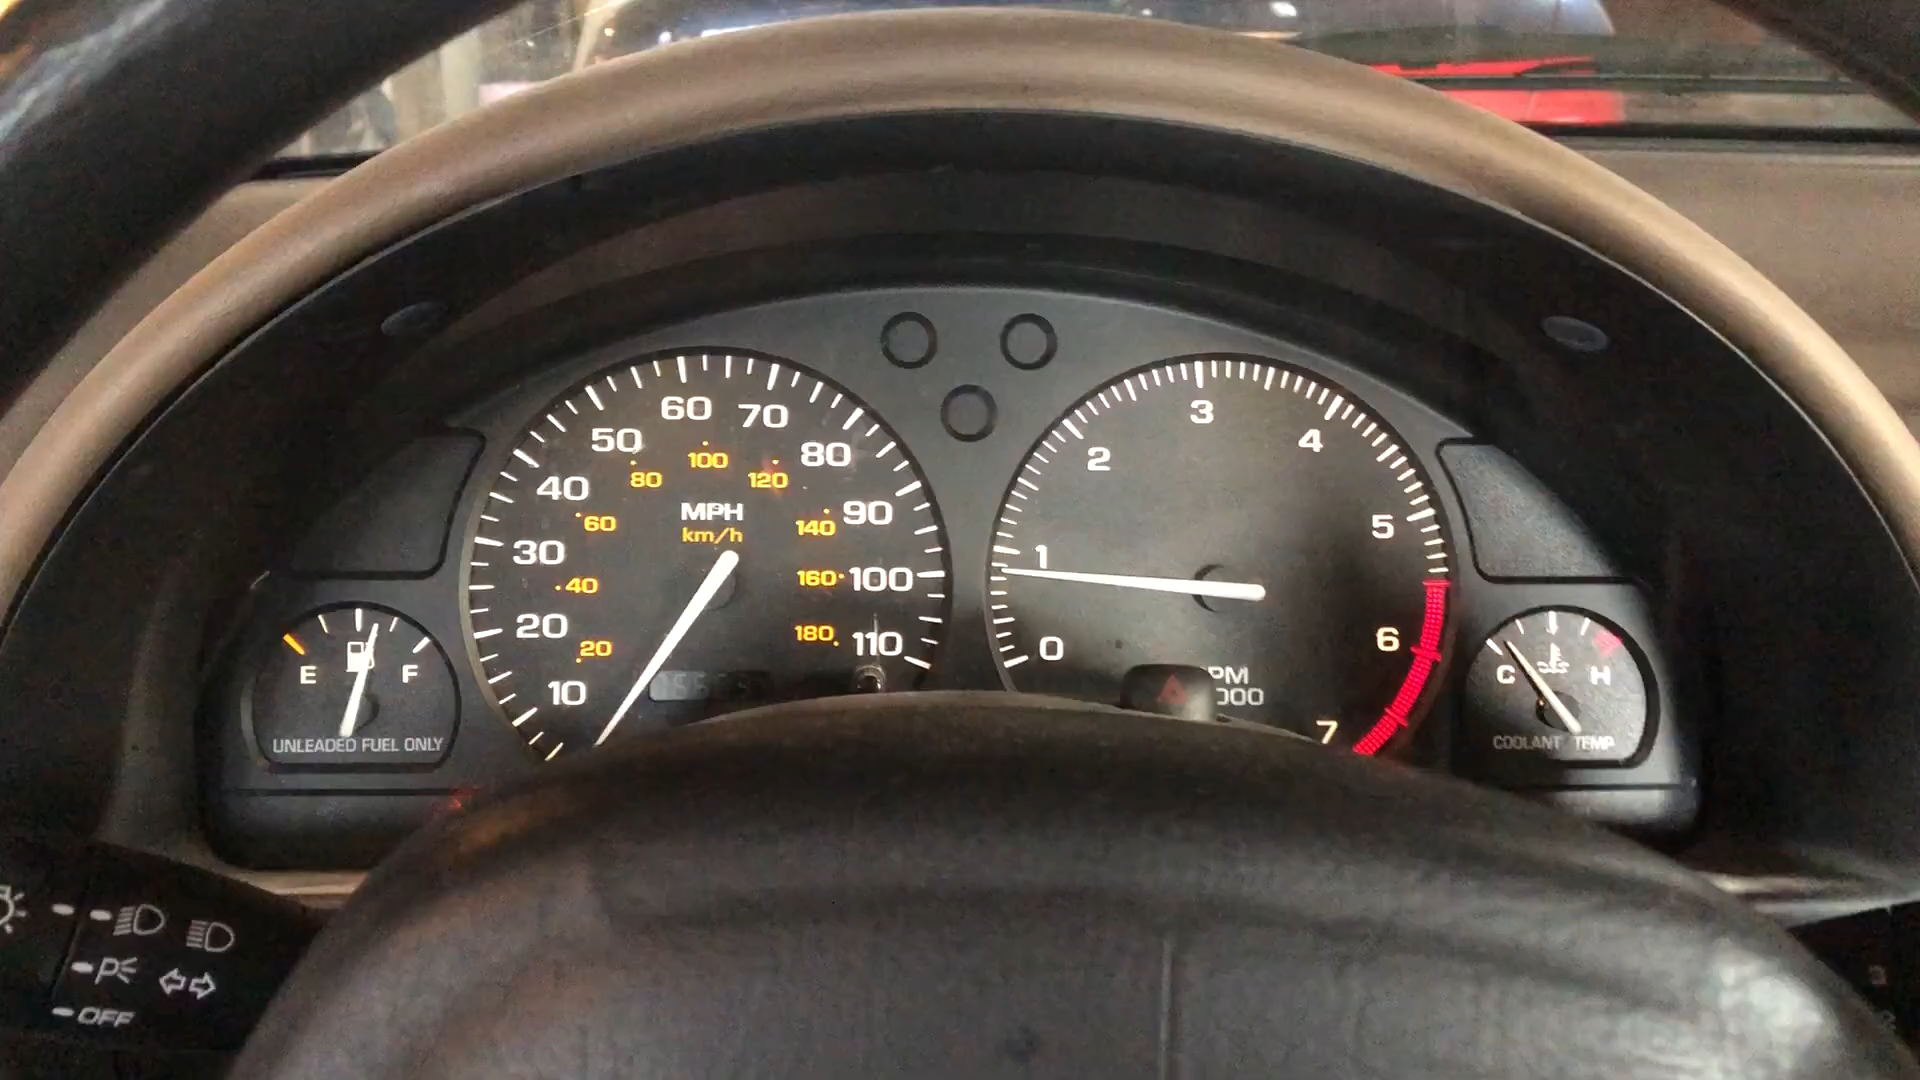 60 70
50 80
100
80 120
40 MPH 90
60 km/h 140
30 160 100
40
20 180 110
20
10
3
2 4
5
1
0 6
7
E F
UNLEADED FUEL ONLY
C H
COOLANT TEMP
OFF